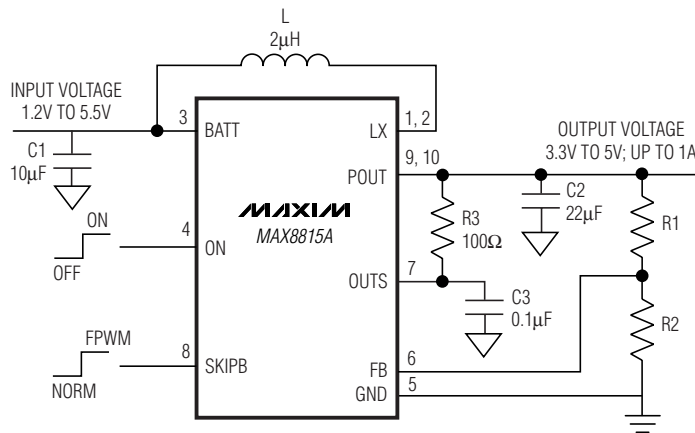 L
2µH
INPUT VOLTAGE
1.2V TO 5.5V
3
BATT
LX
1, 2
OUTPUT VOLTAGE
3.3V TO 5V; UP TO 1A
C1
10µF
9, 10
POUT
C2
22µF
R1
MAXIM
MAX8815A
R3
100Ω
ON
OFF
4
ON
OUTS
7
C3
0.1µF
R2
FPWM
NORM
8
SKIPB
FB
6
GND
5